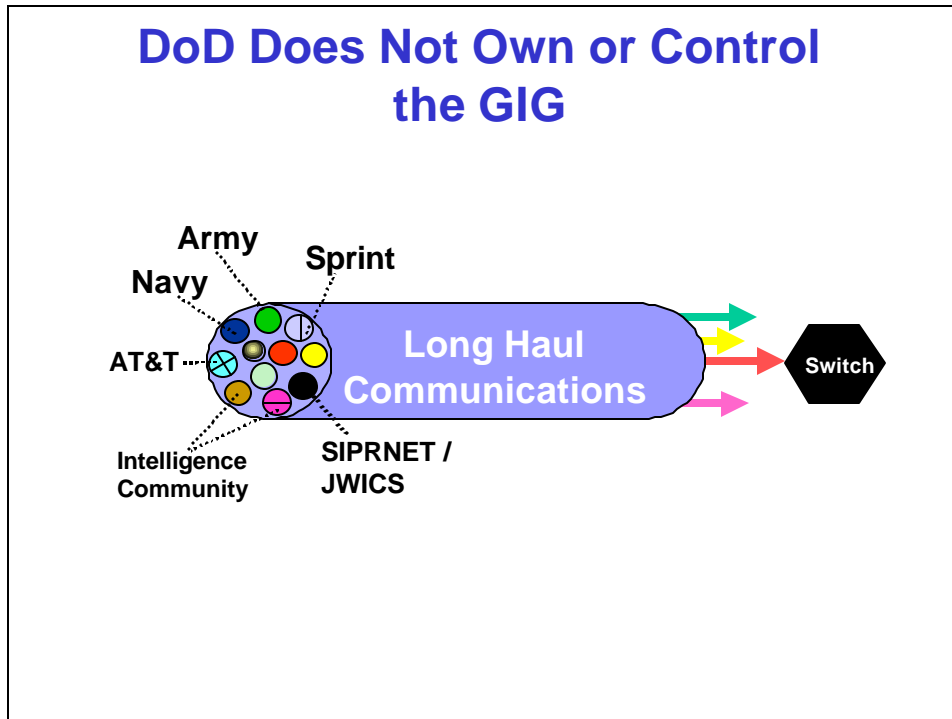 DoD Does Not Own or Control
the GIG
Army
Sprint
Navy
AT&T
Long Haul
Communications
Switch
Intelligence
Community
SIPRNET /
JWICS